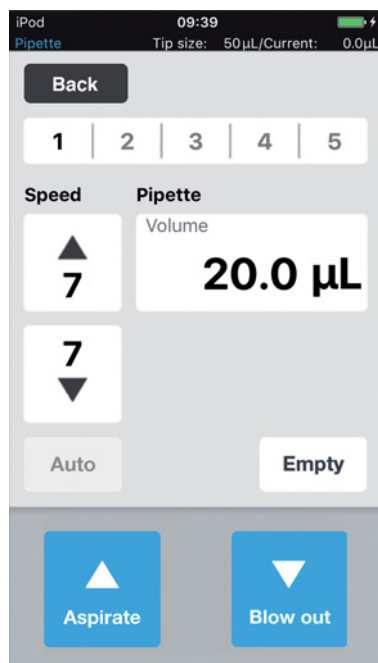 iPod 09:39
Pipette Tip size: 50µL/Current: 0.0µL
Back
1 2 3 4 5
Speed Pipette
Volume
7 20.0 µL
7
Auto Empty
Aspirate Blow out